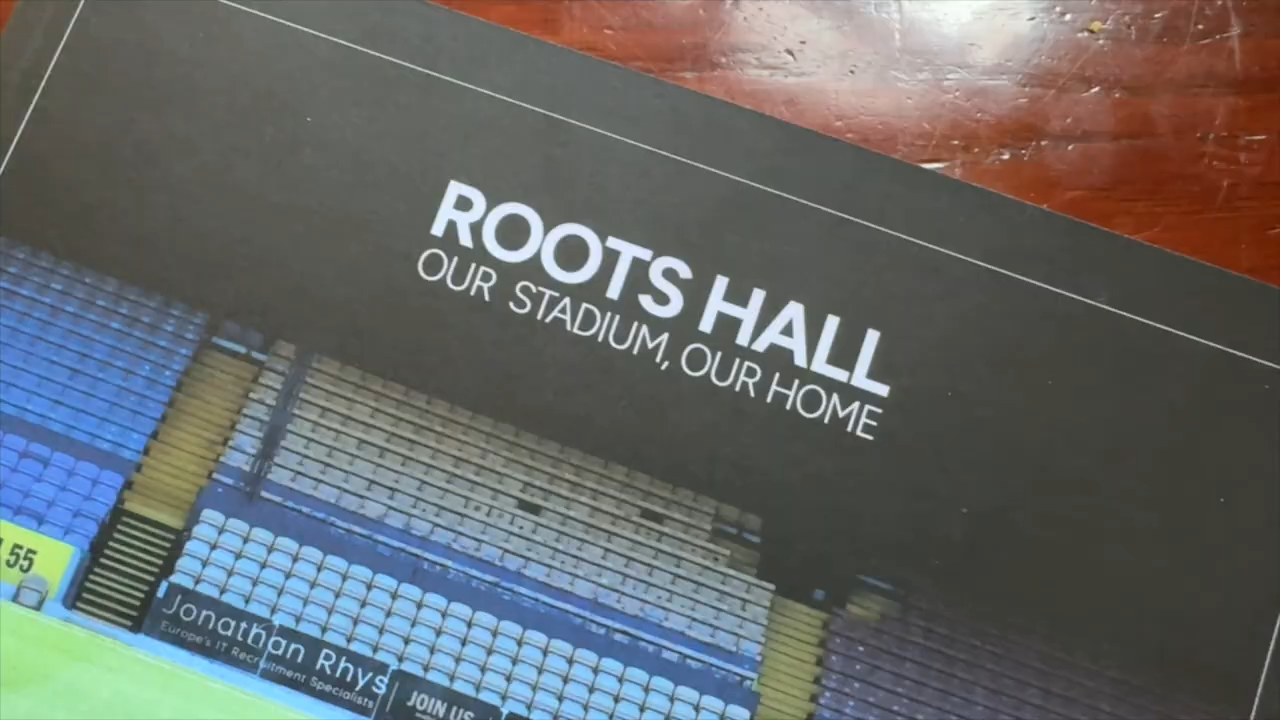 ROOTS HALL
OUR STADIUM, OUR HOME
55
Jonathan Rhys
Europe's IT Recruitment Specialists
JOIN US